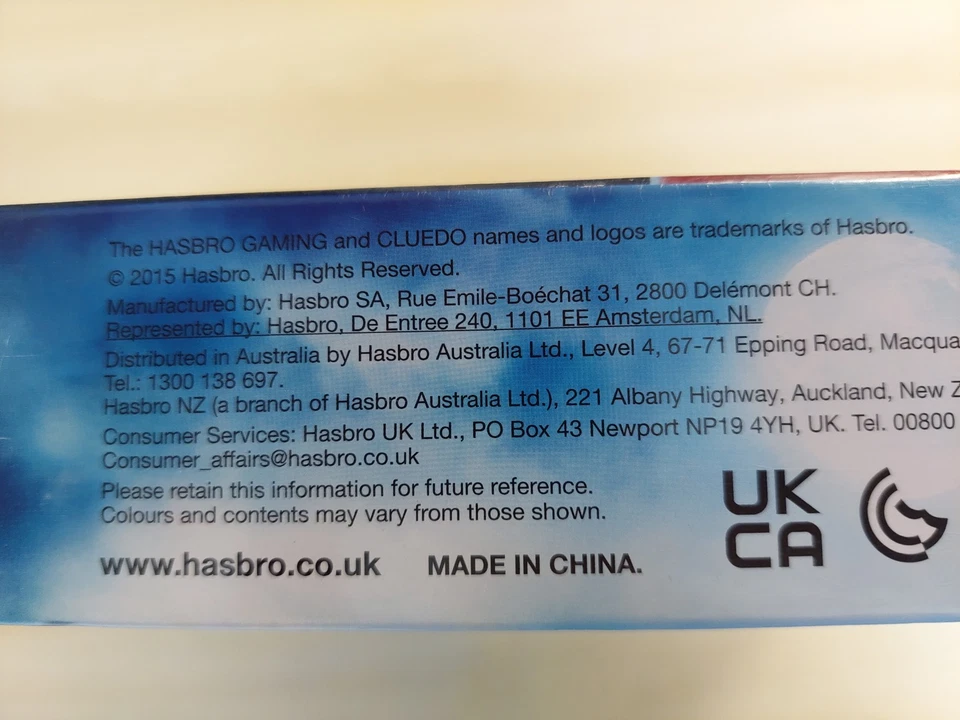 The HASBRO GAMING and CLUEDO names and logos are trademarks of Hasbro.
© 2015 Hasbro. All Rights Reserved.
Manufactured by: Hasbro SA, Rue Emile-Boéchat 31, 2800 Delémont CH.
Represented by: Hasbro, De Entree 240, 1101 EE Amsterdam, NL.
Distributed in Australia by Hasbro Australia Ltd., Level 4, 67-71 Epping Road, Macqua
Tel.: 1300 138 697.
Hasbro NZ (a branch of Hasbro Australia Ltd.), 221 Albany Highway, Auckland, New Z
Consumer Services: Hasbro UK Ltd., PO Box 43 Newport NP19 4YH, UK. Tel. 00800
Consumer_affairs@hasbro.co.uk
Please retain this information for future reference.
Colours and contents may vary from those shown.
www.hasbro.co.uk MADE IN CHINA.
UK
CA